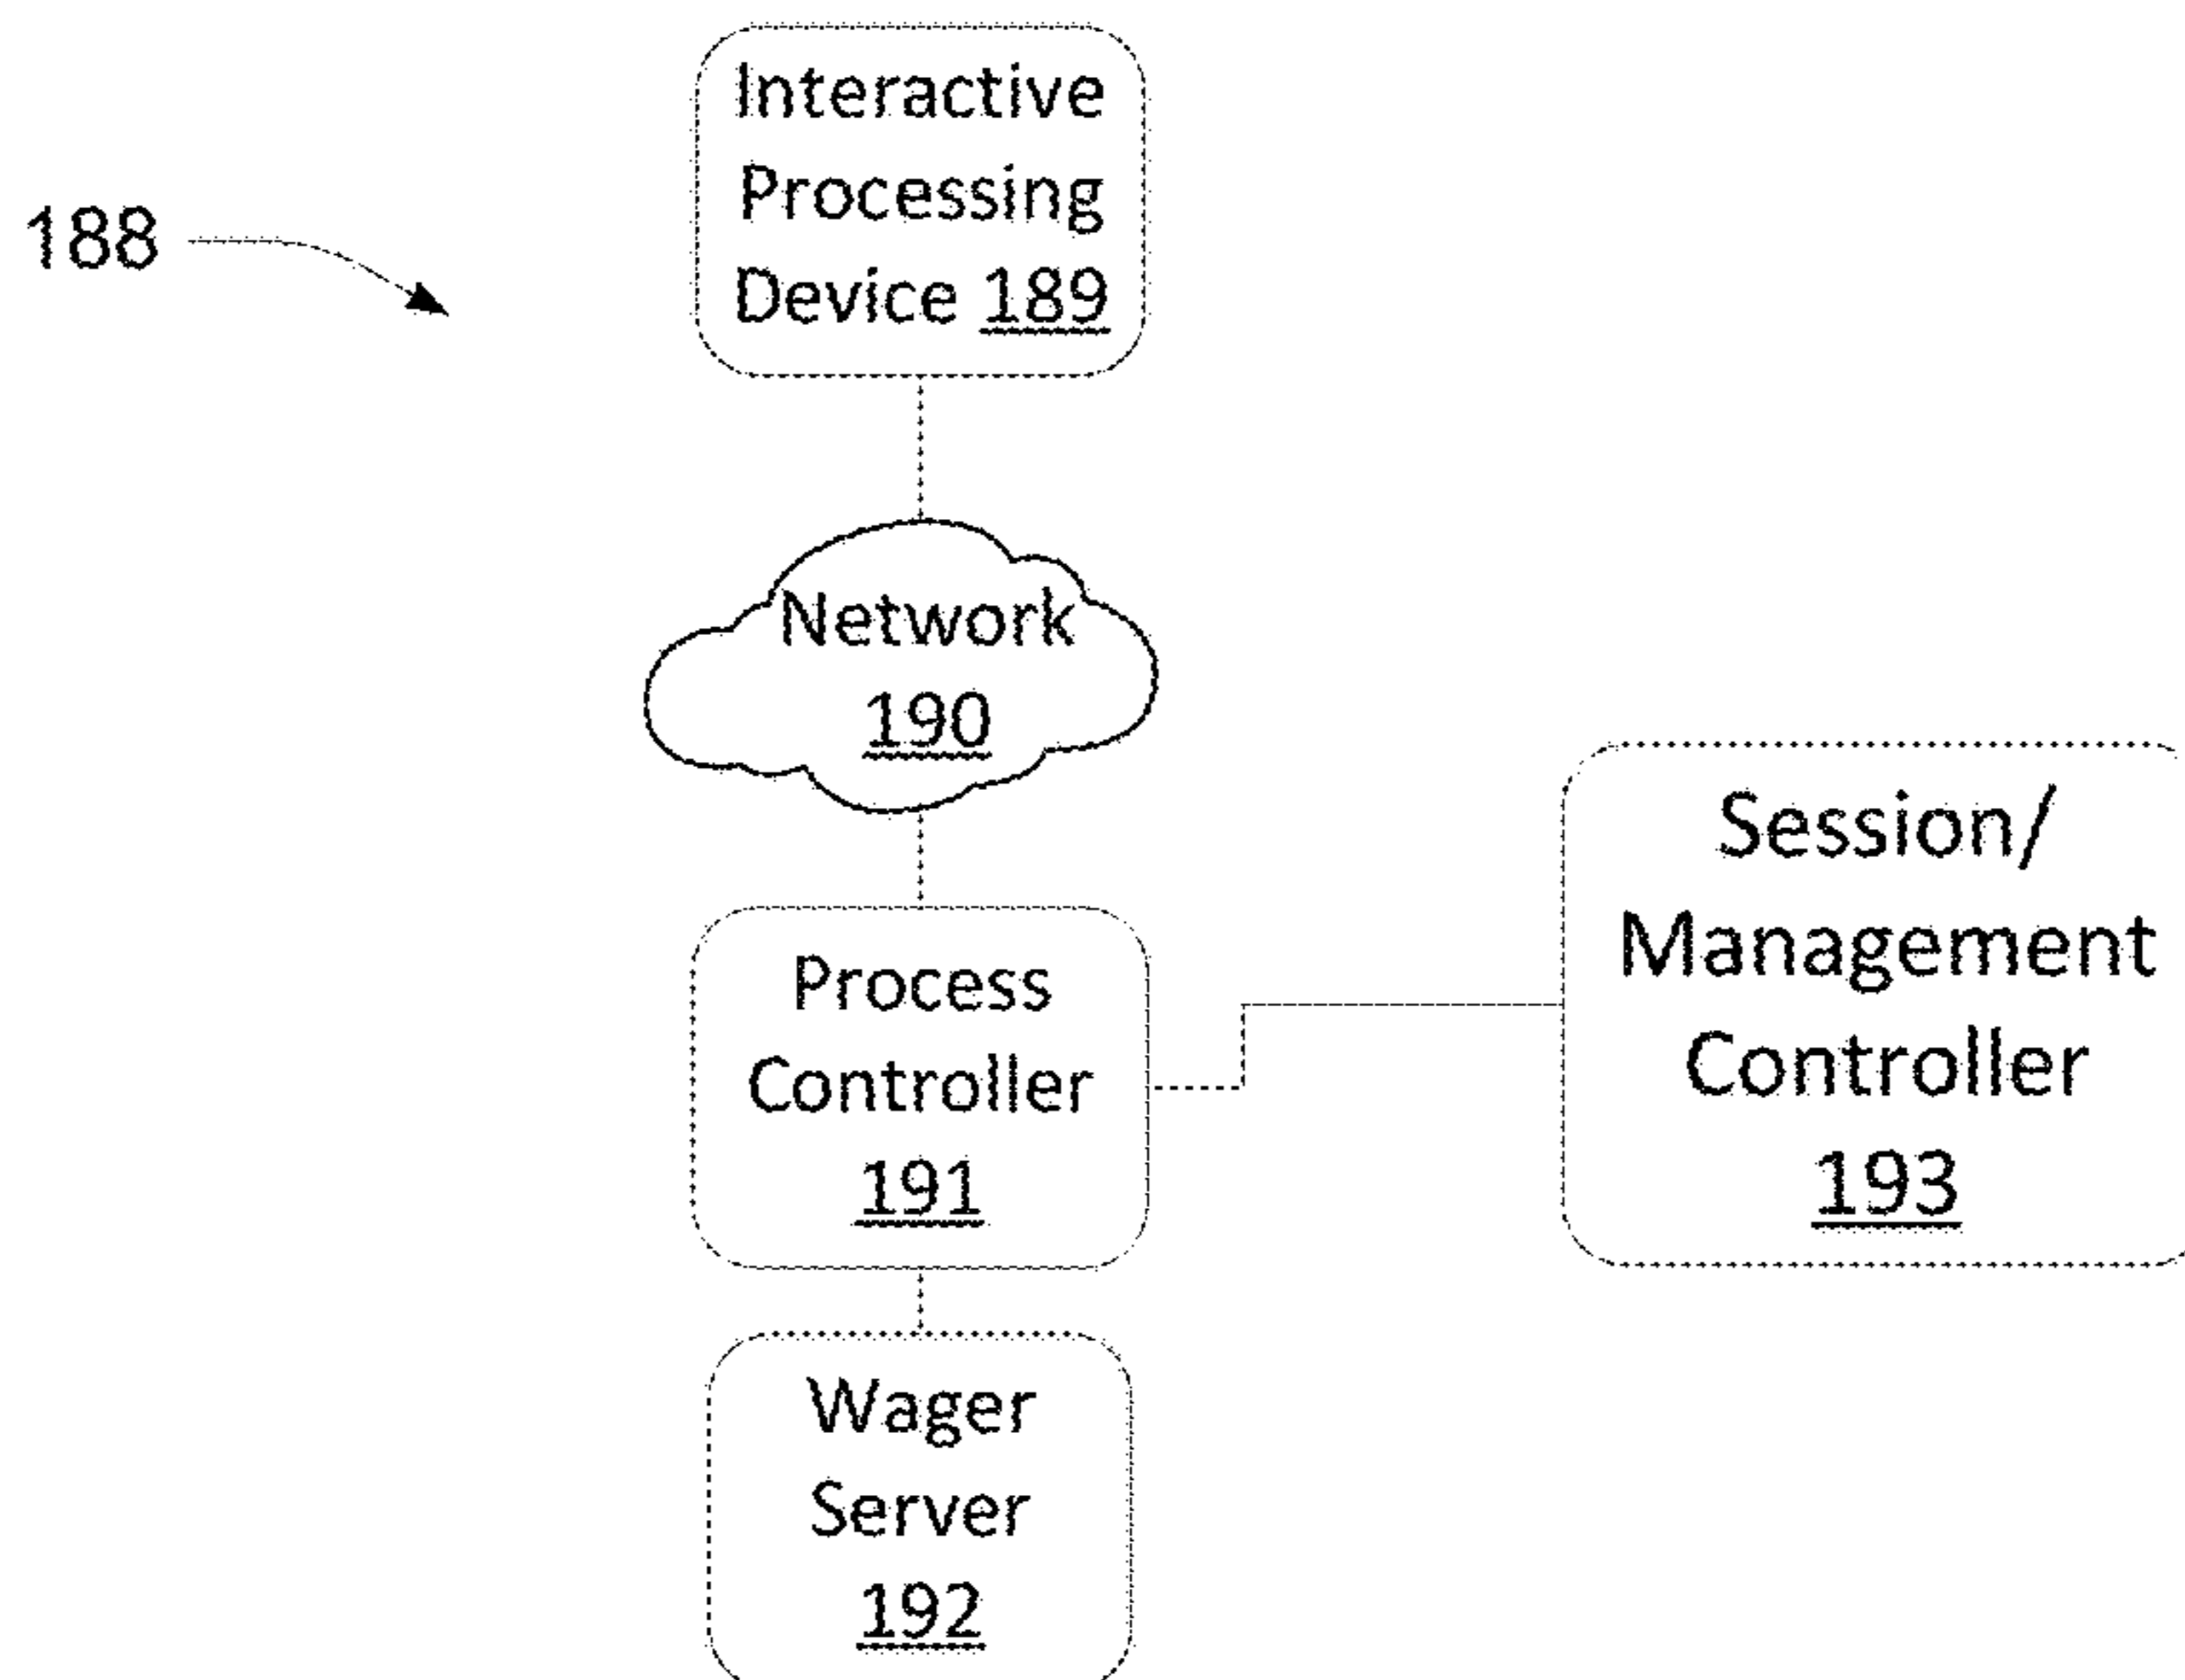 188
Interactive
Processing
Device 189
Network
190
Process
Controller
191
Session/
Management
Controller
193
Wager
Server
192